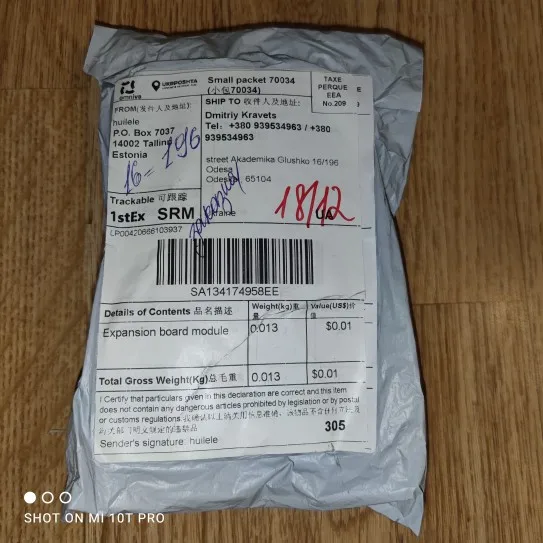 omniva
UKRPOSHTA
Small packet 70034
(小包70034)
TAXE
PERQUE
EEA
No.209
FROM(发件人及地址):
huilele
P.O. Box 7037
14002 Tallinn
Estonia
16-196
SHIP TO 收件人及地址:
Dmitriy Kravets
Tel: +380 939534963 / +380
939534963
street Akademika Glushko 16/196
Odesa
65104
18/12
UA
Trackable 可跟踪
1stEx SRM
LP00420666103937
SA134174958EE
Details of Contents 品名描述
Weight(kg)重
量
Value(US$)价
值
Expansion board module
0.013
$0.01
Total Gross Weight(Kg)总毛重
0.013
$0.01
I Certify that particulars given in this declaration are correct and this item
does not contain any dangerous articles prohibited by legislation or by postal
or customs regulations.
Sender's signature: huilele
305
SHOT ON MI 10T PRO